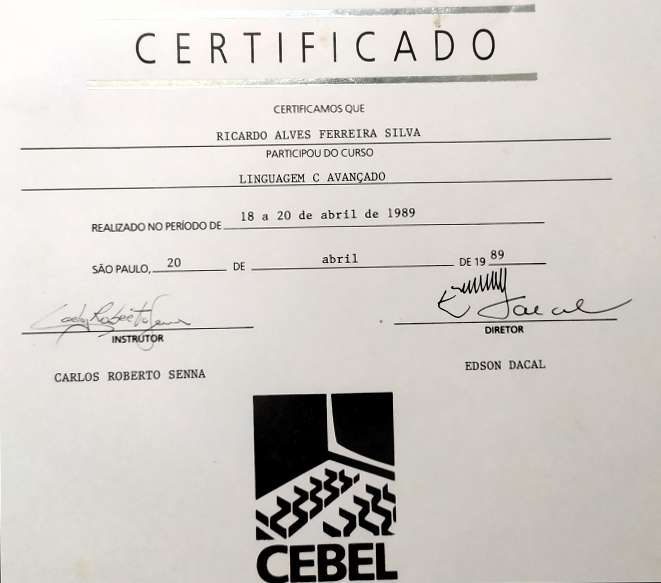 CERTIFICADO
CERTIFICAMOS QUE
RICARDO ALVES FERREIRA SILVA
PARTICIPOU DO CURSO
LINGUAGEM C AVANÇADO
REALIZADO NO PERÍODO DE 18 a 20 de abril de 1989
SÃO PAULO, 20 DE abril DE 19 89
Carlos Roberto Senna
E. Dacal
INSTRUTOR
DIRETOR
CARLOS ROBERTO SENNA
EDSON DACAL
CEBEL